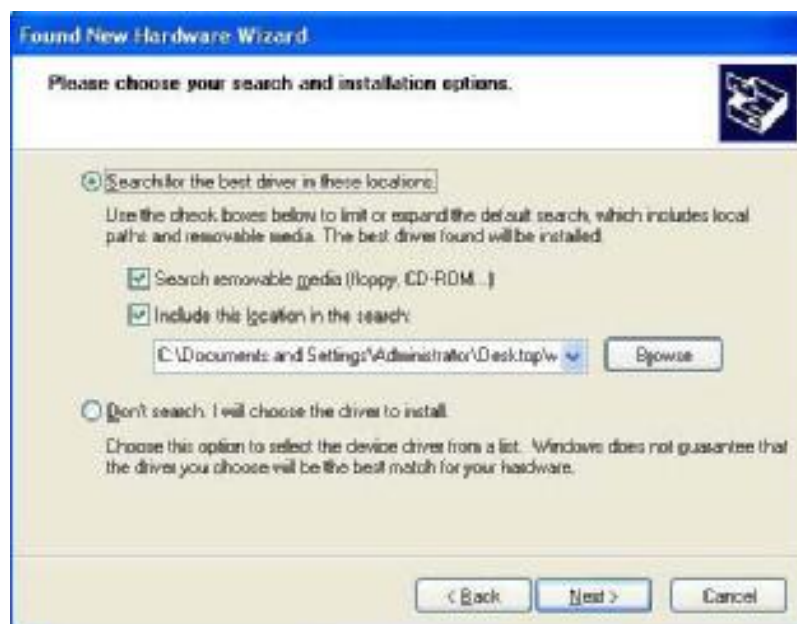 Found New Hardware Wizard
Please choose your search and installation options.
Search for the best driver in these locations.
Use the check boxes below to limit or expand the default search, which includes local
paths and removable media. The best driver found will be installed.
Search removable media (floppy, CD-ROM...)
Include this location in the search:
C:\Documents and Settings\Administrator\Desktop\w
Browse
Don't search. I will choose the driver to install.
Choose this option to select the device driver from a list. Windows does not guarantee that
the driver you choose will be the best match for your hardware.
< Back
Next >
Cancel